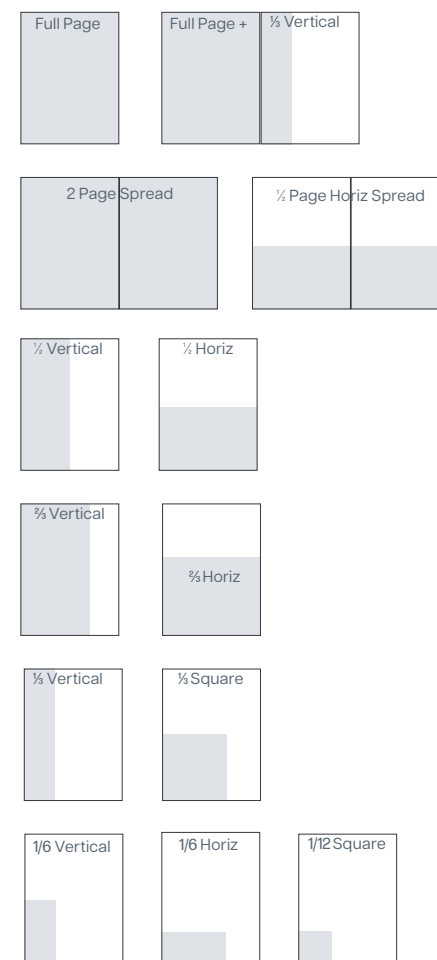 Full Page
Full Page +
⅓ Vertical
2 Page Spread
½ Page Horiz Spread
½ Vertical
½ Horiz
⅔ Vertical
⅔ Horiz
⅓ Vertical
⅓ Square
1/6 Vertical
1/6 Horiz
1/12 Square